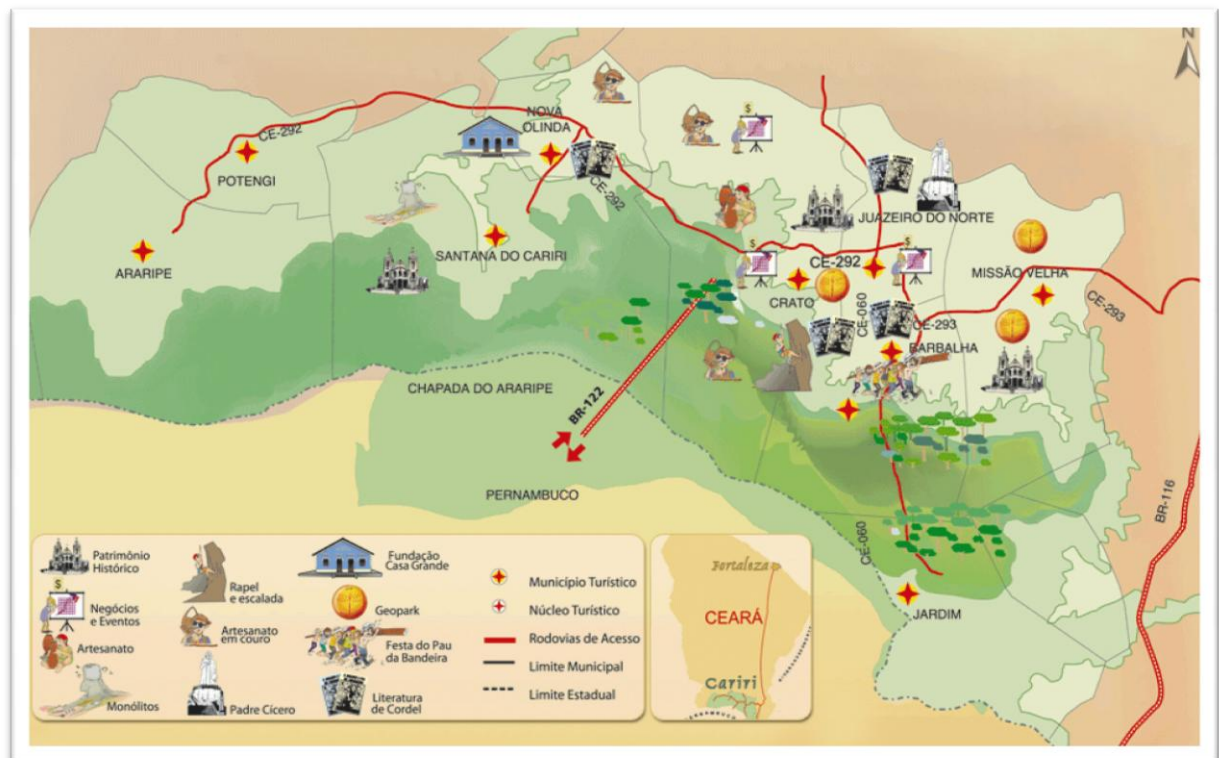 N
NOVA
OLINDA
CE-292
POTENGI
CE-292
JUAZEIRO DO NORTE
SANTANA DO CARIRI
ARARIPE
CE-292
MISSÃO VELHA
CRATO
CE-060
CE-293
CE-293
BARBALHA
CHAPADA DO ARARIPE
BR-122
PERNAMBUCO
BR-116
CE-060
JARDIM
Patrimônio
Histórico
$
Negócios
e Eventos
Artesanato
Monólitos
Rapel
e escalada
Artesanato
em couro
Padre Cícero
Fundação
Casa Grande
Geopark
Festa do Pau
da Bandeira
Literatura
de Cordel
Município Turístico
Núcleo Turístico
Rodovias de Acesso
Limite Municipal
Limite Estadual
Fortaleza
CEARÁ
Cariri